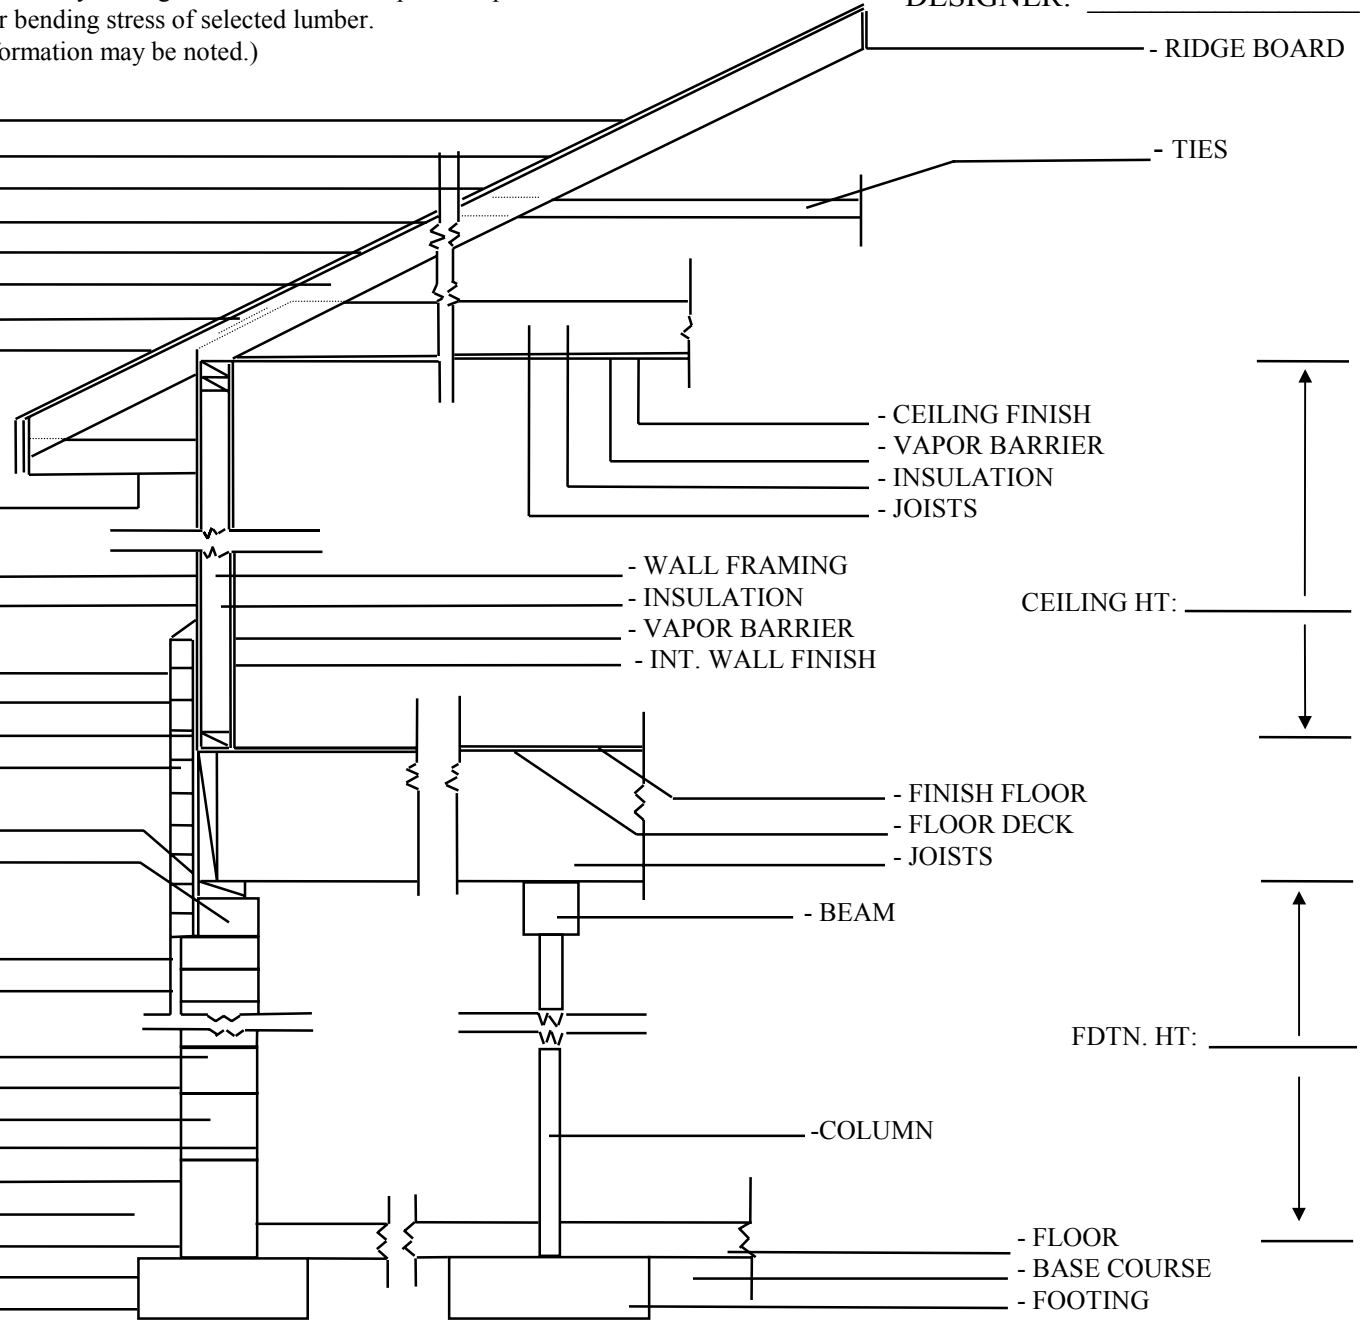 DESIGNER:
r bending stress of selected lumber.
formation may be noted.)
- RIDGE BOARD
- TIES
- CEILING FINISH
- VAPOR BARRIER
- INSULATION
- JOISTS
- WALL FRAMING
- INSULATION
- VAPOR BARRIER
- INT. WALL FINISH
CEILING HT:
- FINISH FLOOR
- FLOOR DECK
- JOISTS
- BEAM
FDTN. HT:
-COLUMN
- FLOOR
- BASE COURSE
- FOOTING